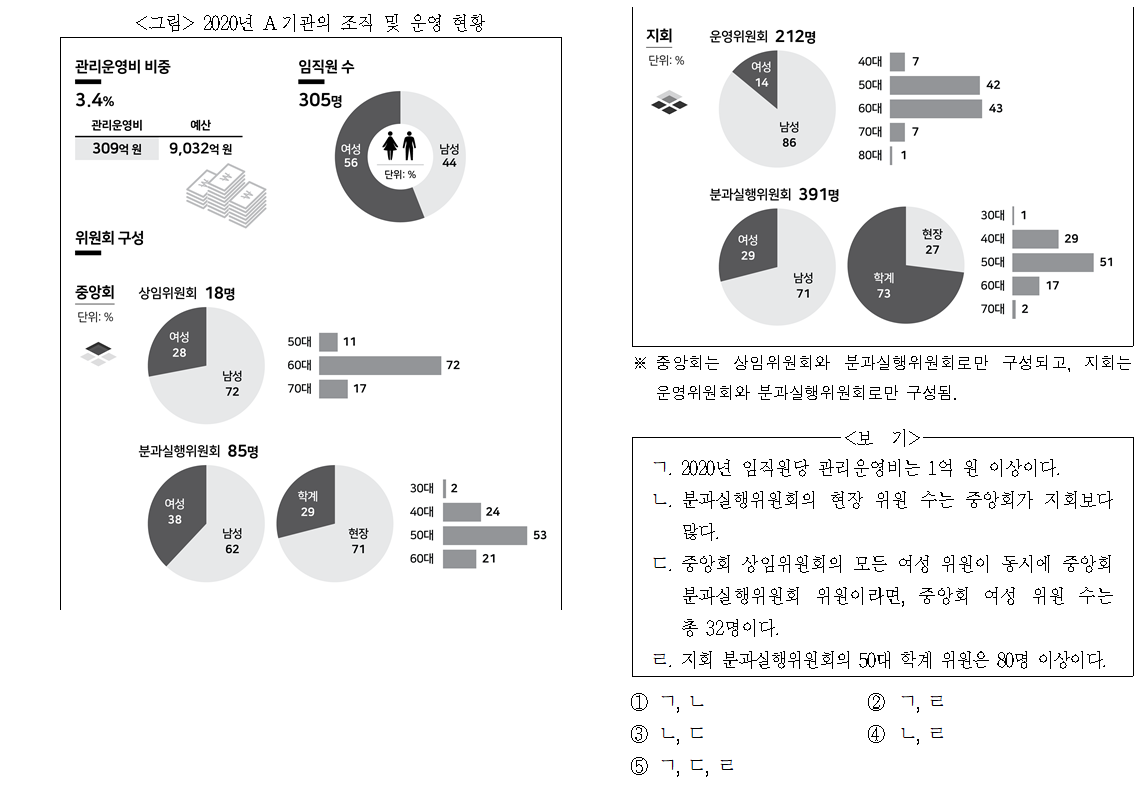 <그림> 2020년 A기관의 조직 및 운영 현황
관리운영비 비중
3.4%
관리운영비 예산
309억 원 9,032억 원
임직원 수
305명
여성
56
남성
44
단위: %
위원회 구성
중앙회
단위: %
상임위원회 18명
여성
28
남성
72
50대 11
60대 72
70대 17
분과실행위원회 85명
여성
38
남성
62
학계
29
현장
71
30대 2
40대 24
50대 53
60대 21
지회
단위: %
운영위원회 212명
여성
14
남성
86
40대 7
50대 42
60대 43
70대 7
80대 1
분과실행위원회 391명
여성
29
남성
71
현장
27
학계
73
30대 1
40대 29
50대 51
60대 17
70대 2
※ 중앙회는 상임위원회와 분과실행위원회로만 구성되고, 지회는
운영위원회와 분과실행위원회로만 구성됨.
<보 기>
ㄱ. 2020년 임직원당 관리운영비는 1억 원 이상이다.
ㄴ. 분과실행위원회의 현장 위원 수는 중앙회가 지회보다
많다.
ㄷ. 중앙회 상임위원회의 모든 여성 위원이 동시에 중앙회
분과실행위원회 위원이라면, 중앙회 여성 위원 수는
총 32명이다.
ㄹ. 지회 분과실행위원회의 50대 학계 위원은 80명 이상이다.
① ㄱ, ㄴ
② ㄱ, ㄹ
③ ㄴ, ㄷ
④ ㄴ, ㄹ
⑤ ㄱ, ㄷ, ㄹ